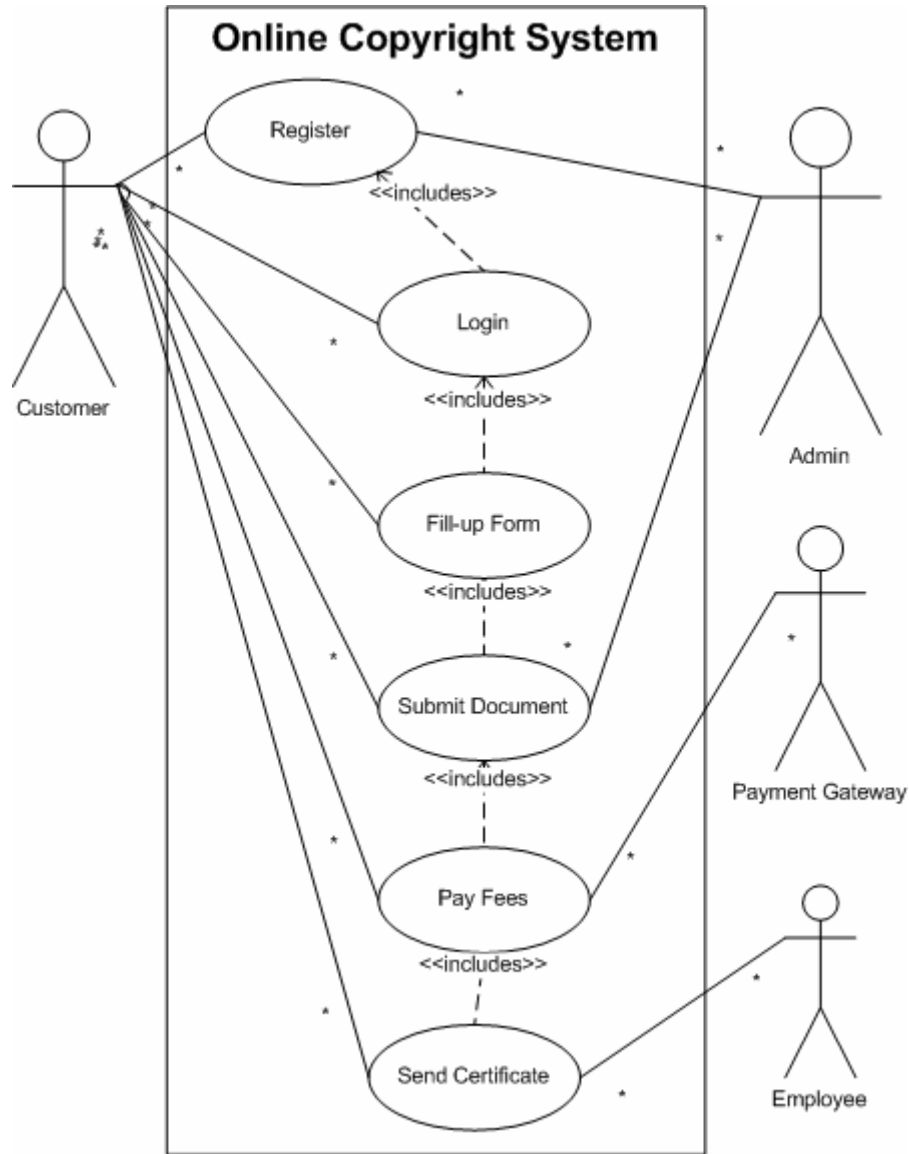 Online Copyright System
Register
<<includes>>
Login
<<includes>>
Customer
Admin
Fill-up Form
<<includes>>
Submit Document
<<includes>>
Payment Gateway
Pay Fees
<<includes>>
Send Certificate
Employee